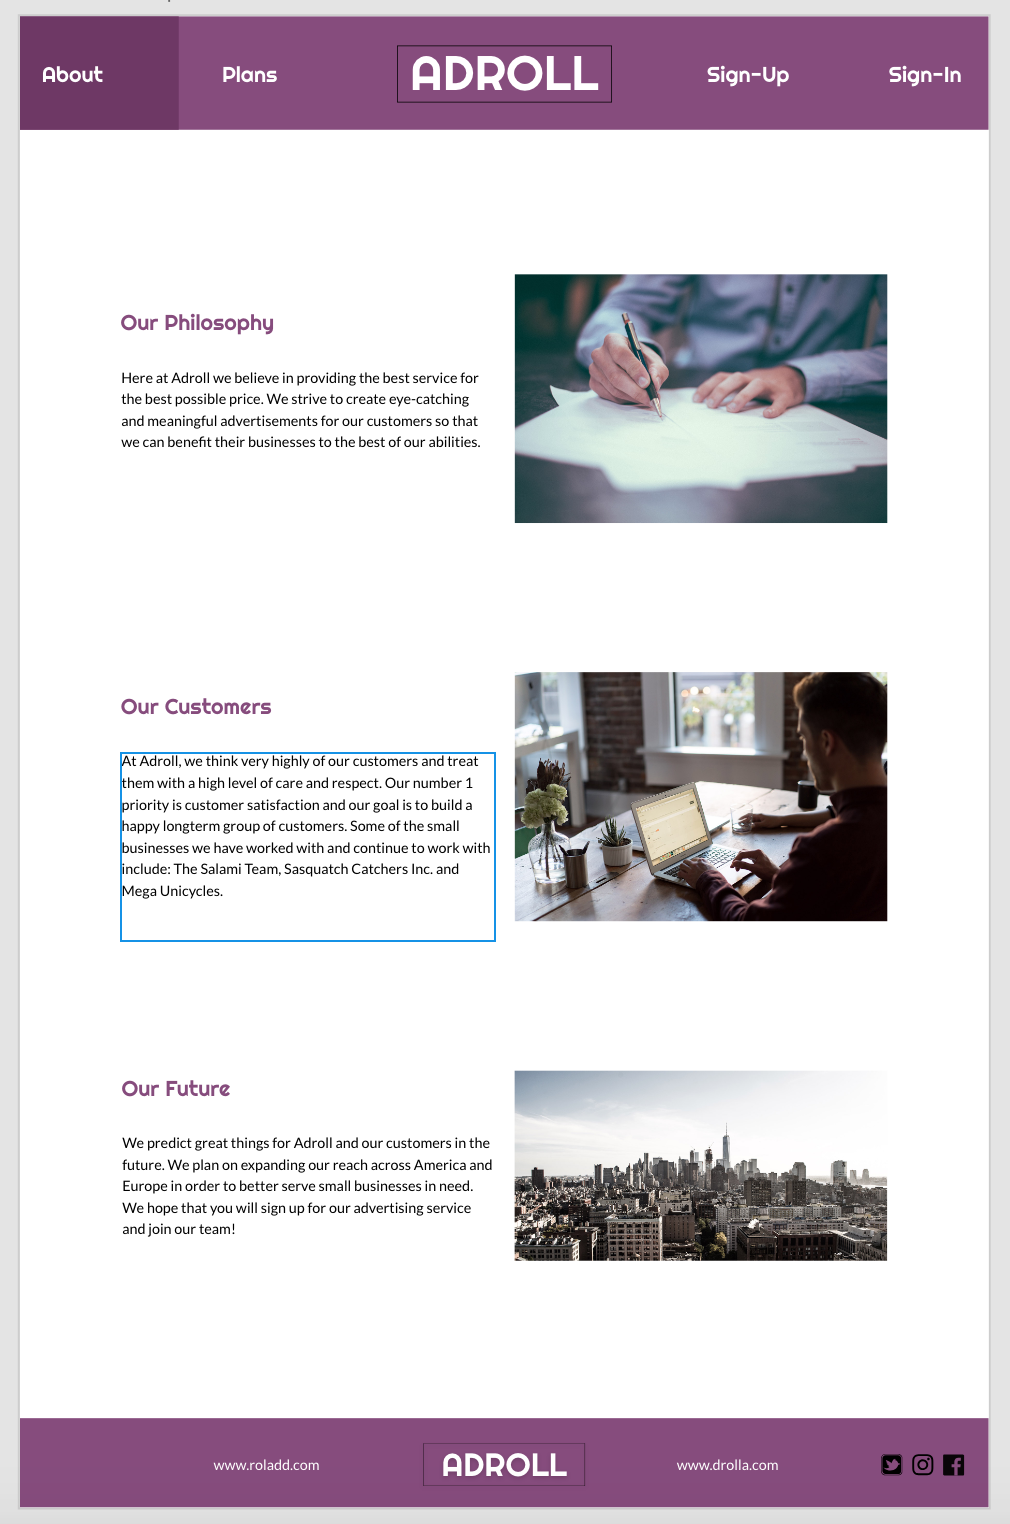 About
Plans
ADROLL
Sign-Up
Sign-In
Our Philosophy
Here at Adroll we believe in providing the best service for
the best possible price. We strive to create eye-catching
and meaningful advertisements for our customers so that
we can benefit their businesses to the best of our abilities.
Our Customers
At Adroll, we think very highly of our customers and treat
them with a high level of care and respect. Our number 1
priority is customer satisfaction and our goal is to build a
happy longterm group of customers. Some of the small
businesses we have worked with and continue to work with
include: The Salami Team, Sasquatch Catchers Inc. and
Mega Unicycles.
Our Future
We predict great things for Adroll and our customers in the
future. We plan on expanding our reach across America and
Europe in order to better serve small businesses in need.
We hope that you will sign up for our advertising service
and join our team!
www.roladd.com
ADROLL
www.drolla.com